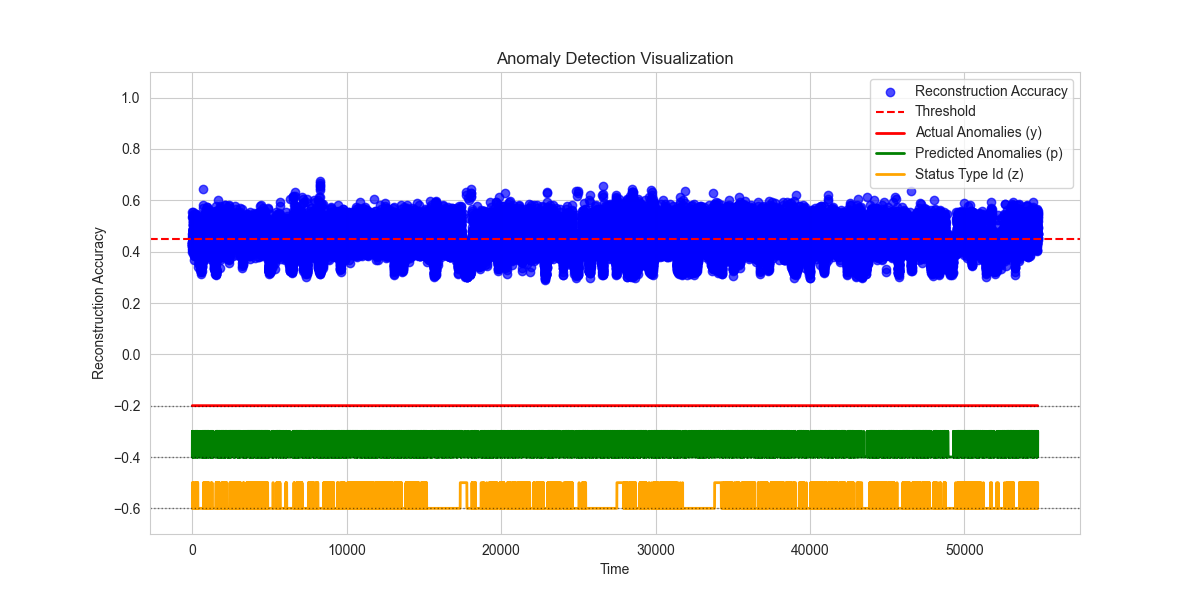 Anomaly Detection Visualization
Reconstruction Accuracy
Threshold
Actual Anomalies (y)
Predicted Anomalies (p)
Status Type Id (z)
1.0
0.8
0.6
0.4
0.2
0.0
−0.2
−0.4
−0.6
Reconstruction Accuracy
0
10000
20000
30000
40000
50000
Time